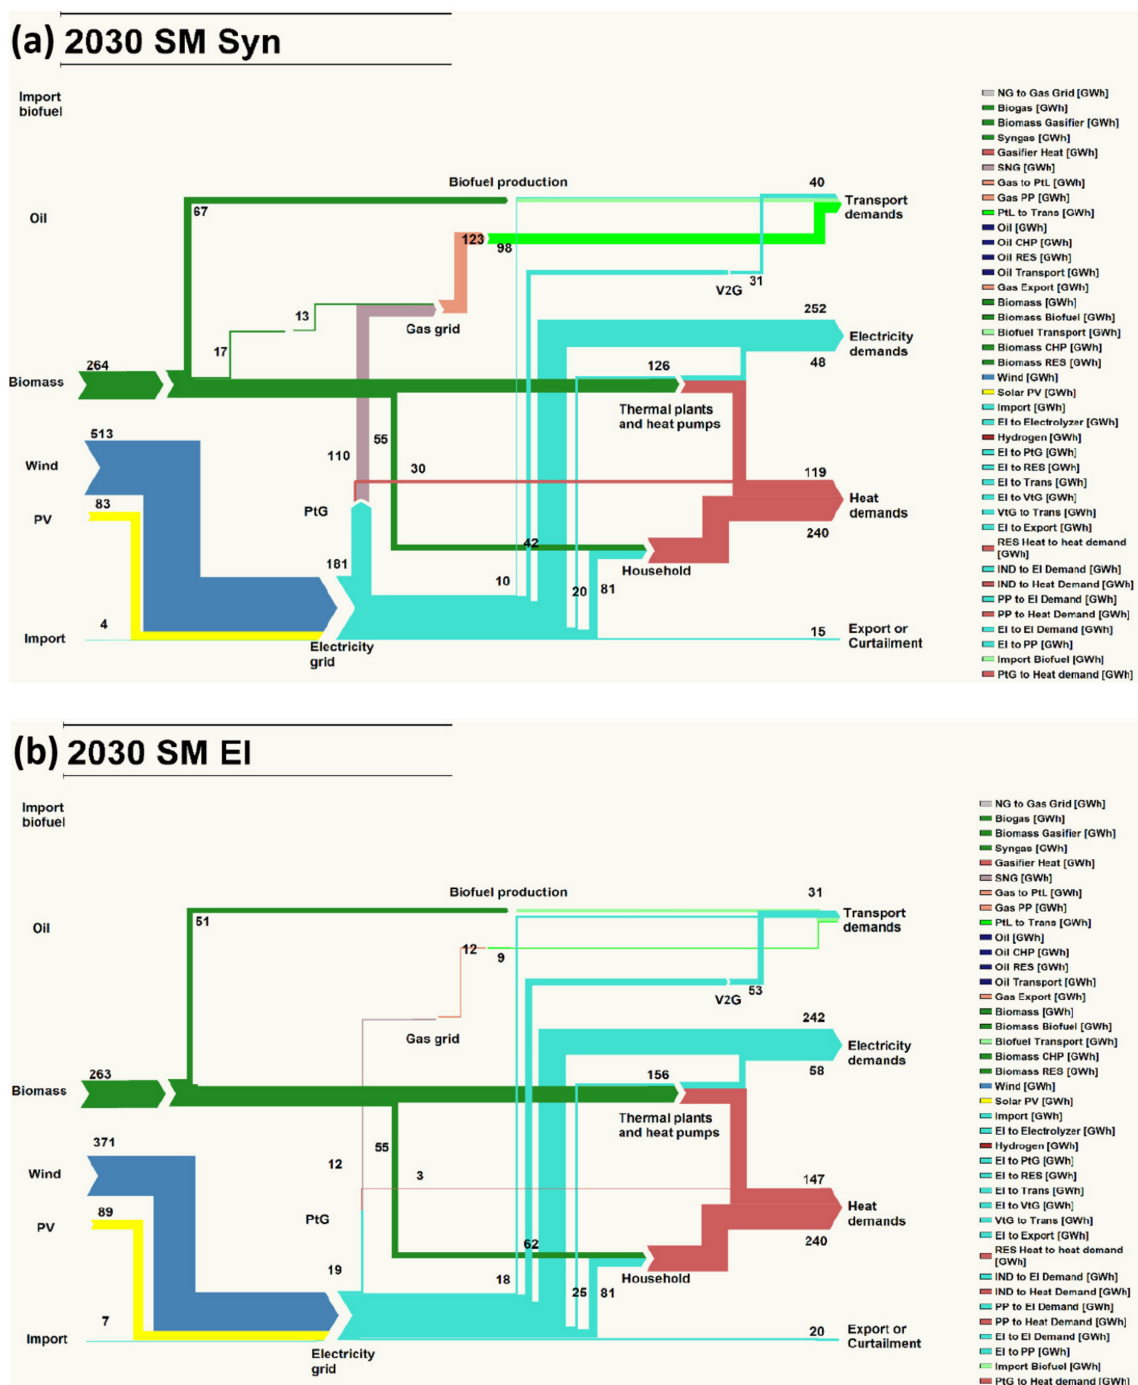 (a) 2030 SM Syn
Import
biofuel
Oil
Biomass
Wind
PV
Import
264
513
83
4
67
17
13
Biofuel production
123
98
Gas grid
V2G
31
126
Thermal plants
and heat pumps
55
110
30
PtG
181
42
10
20
81
Household
Electricity
grid
40
Transport
demands
252
Electricity
demands
48
119
Heat
demands
240
15
Export or
Curtailment
NG to Gas Grid [GWh]
Biogas [GWh]
Biomass Gasifier [GWh]
Syngas [GWh]
Gasifier Heat [GWh]
SNG [GWh]
Gas to PtL [GWh]
Gas PP [GWh]
PtL to Trans [GWh]
Oil [GWh]
Oil CHP [GWh]
Oil RES [GWh]
Oil Transport [GWh]
Gas Export [GWh]
Biomass [GWh]
Biomass Biofuel [GWh]
Biofuel Transport [GWh]
Biomass CHP [GWh]
Biomass RES [GWh]
Wind [GWh]
Solar PV [GWh]
Import [GWh]
El to Electrolyzer [GWh]
Hydrogen [GWh]
El to PtG [GWh]
El to RES [GWh]
El to Trans [GWh]
El to VtG [GWh]
VtG to Trans [GWh]
El to Export [GWh]
RES Heat to heat demand
[GWh]
IND to El Demand [GWh]
IND to Heat Demand [GWh]
PP to El Demand [GWh]
PP to Heat Demand [GWh]
El to El Demand [GWh]
El to PP [GWh]
Import Biofuel [GWh]
PtG to Heat demand [GWh]
(b) 2030 SM El
Import
biofuel
Oil
Biomass
Wind
PV
Import
263
371
89
7
51
Biofuel production
12
9
Gas grid
V2G
53
156
Thermal plants
and heat pumps
55
12
3
PtG
19
62
18
25
81
Household
Electricity
grid
31
Transport
demands
242
Electricity
demands
58
147
Heat
demands
240
20
Export or
Curtailment
NG to Gas Grid [GWh]
Biogas [GWh]
Biomass Gasifier [GWh]
Syngas [GWh]
Gasifier Heat [GWh]
SNG [GWh]
Gas to PtL [GWh]
Gas PP [GWh]
PtL to Trans [GWh]
Oil [GWh]
Oil CHP [GWh]
Oil RES [GWh]
Oil Transport [GWh]
Gas Export [GWh]
Biomass [GWh]
Biomass Biofuel [GWh]
Biofuel Transport [GWh]
Biomass CHP [GWh]
Biomass RES [GWh]
Wind [GWh]
Solar PV [GWh]
Import [GWh]
El to Electrolyzer [GWh]
Hydrogen [GWh]
El to PtG [GWh]
El to RES [GWh]
El to Trans [GWh]
El to VtG [GWh]
VtG to Trans [GWh]
El to Export [GWh]
RES Heat to heat demand
[GWh]
IND to El Demand [GWh]
IND to Heat Demand [GWh]
PP to El Demand [GWh]
PP to Heat Demand [GWh]
El to El Demand [GWh]
El to PP [GWh]
Import Biofuel [GWh]
PtG to Heat demand [GWh]